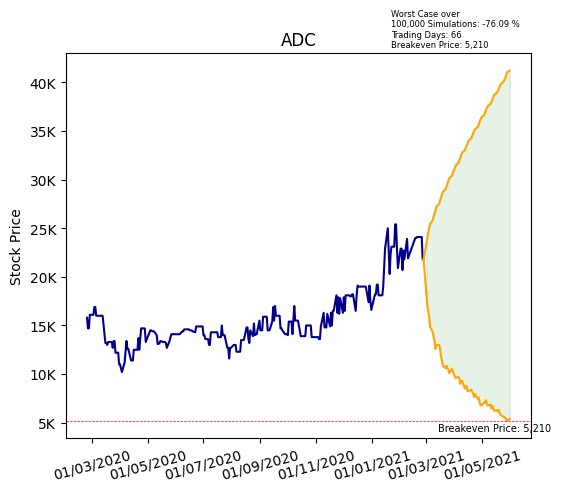 Worst Case over
100,000 Simulations: -76.09 %
Trading Days: 66
Breakeven Price: 5,210
ADC
Stock Price
40K
35K
30K
25K
20K
15K
10K
5K
Breakeven Price: 5,210
01/03/2020
01/05/2020
01/07/2020
01/09/2020
01/11/2020
01/01/2021
01/03/2021
01/05/2021